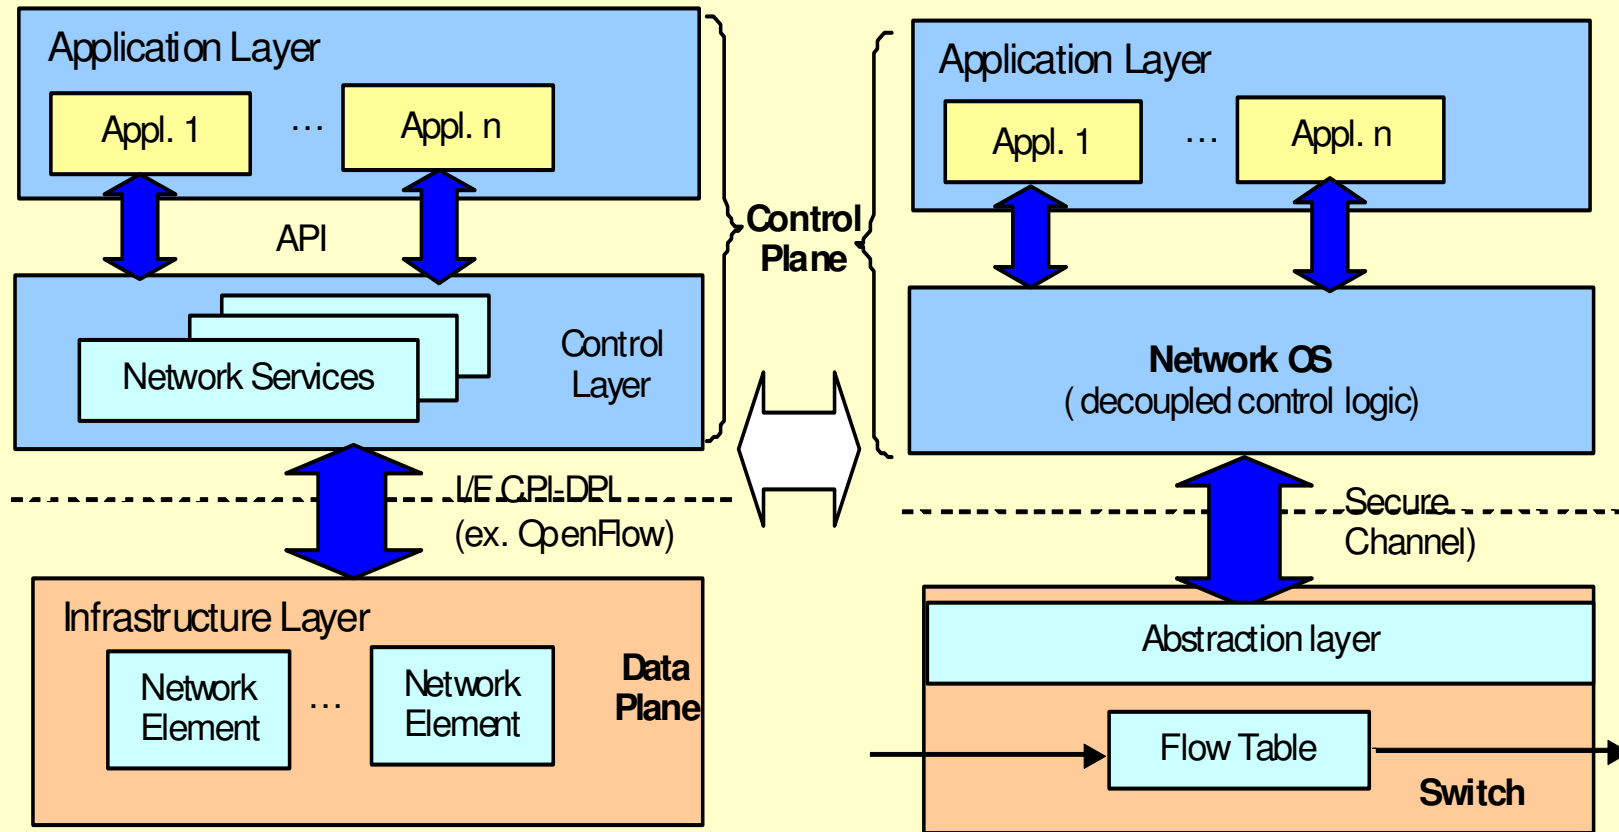 Application Layer
Appl. 1
...
Appl. n
API
Network Services
Control
Layer
I/F CPI-DPI
(ex. OpenFlow)
Infrastructure Layer
Network
Element
...
Network
Element
Data
Plane
Control
Plane
Application Layer
Appl. 1
...
Appl. n
Network OS
( decoupled control logic)
Secure
Channel)
Abstraction layer
Flow Table
Switch